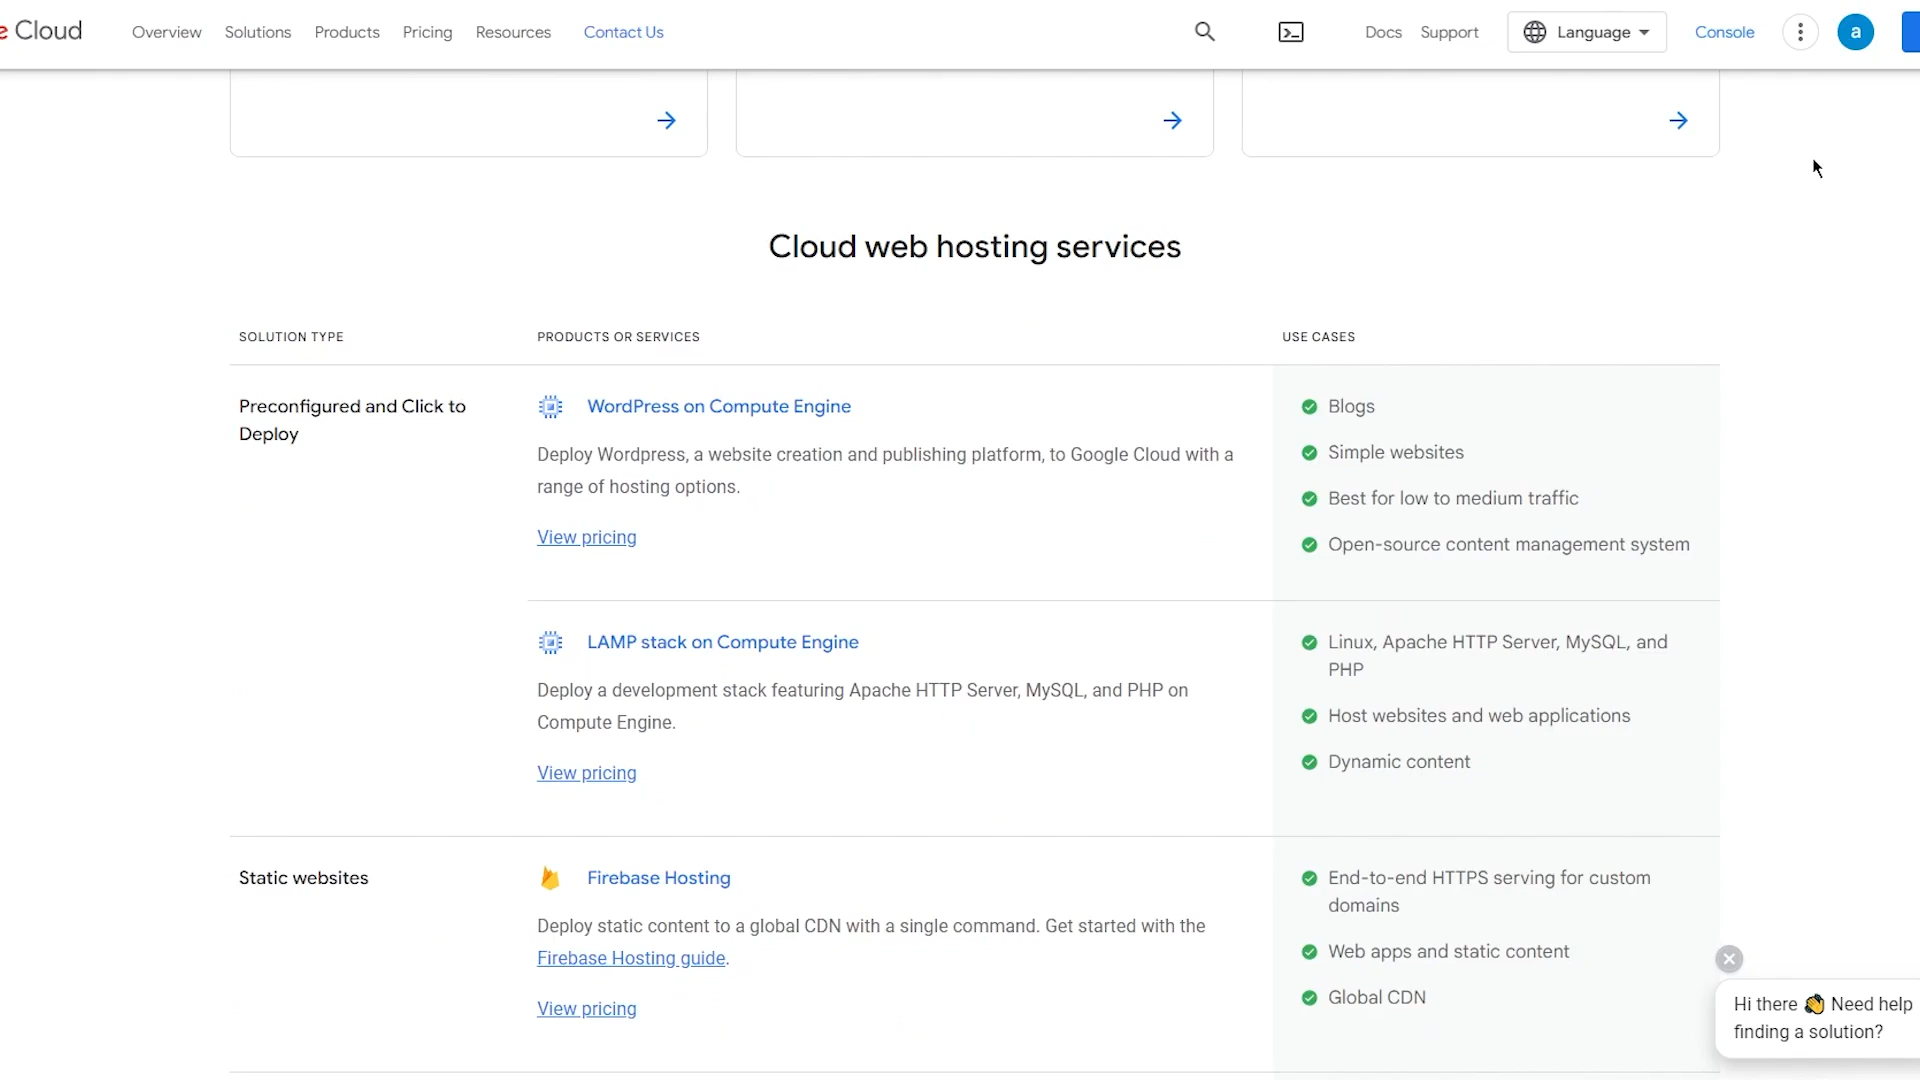 e Cloud
Overview Solutions Products Pricing Resources Contact Us Docs Support Language Console a
Cloud web hosting services
SOLUTION TYPE PRODUCTS OR SERVICES USE CASES
Preconfigured and Click to
Deploy
WordPress on Compute Engine
Deploy Wordpress, a website creation and publishing platform, to Google Cloud with a
range of hosting options.
View pricing
Blogs
Simple websites
Best for low to medium traffic
Open-source content management system
LAMP stack on Compute Engine
Deploy a development stack featuring Apache HTTP Server, MySQL, and PHP on
Compute Engine.
View pricing
Linux, Apache HTTP Server, MySQL, and
PHP
Host websites and web applications
Dynamic content
Static websites
Firebase Hosting
Deploy static content to a global CDN with a single command. Get started with the
Firebase Hosting guide.
View pricing
End-to-end HTTPS serving for custom
domains
Web apps and static content
Global CDN
Hi there 👋 Need help
finding a solution?